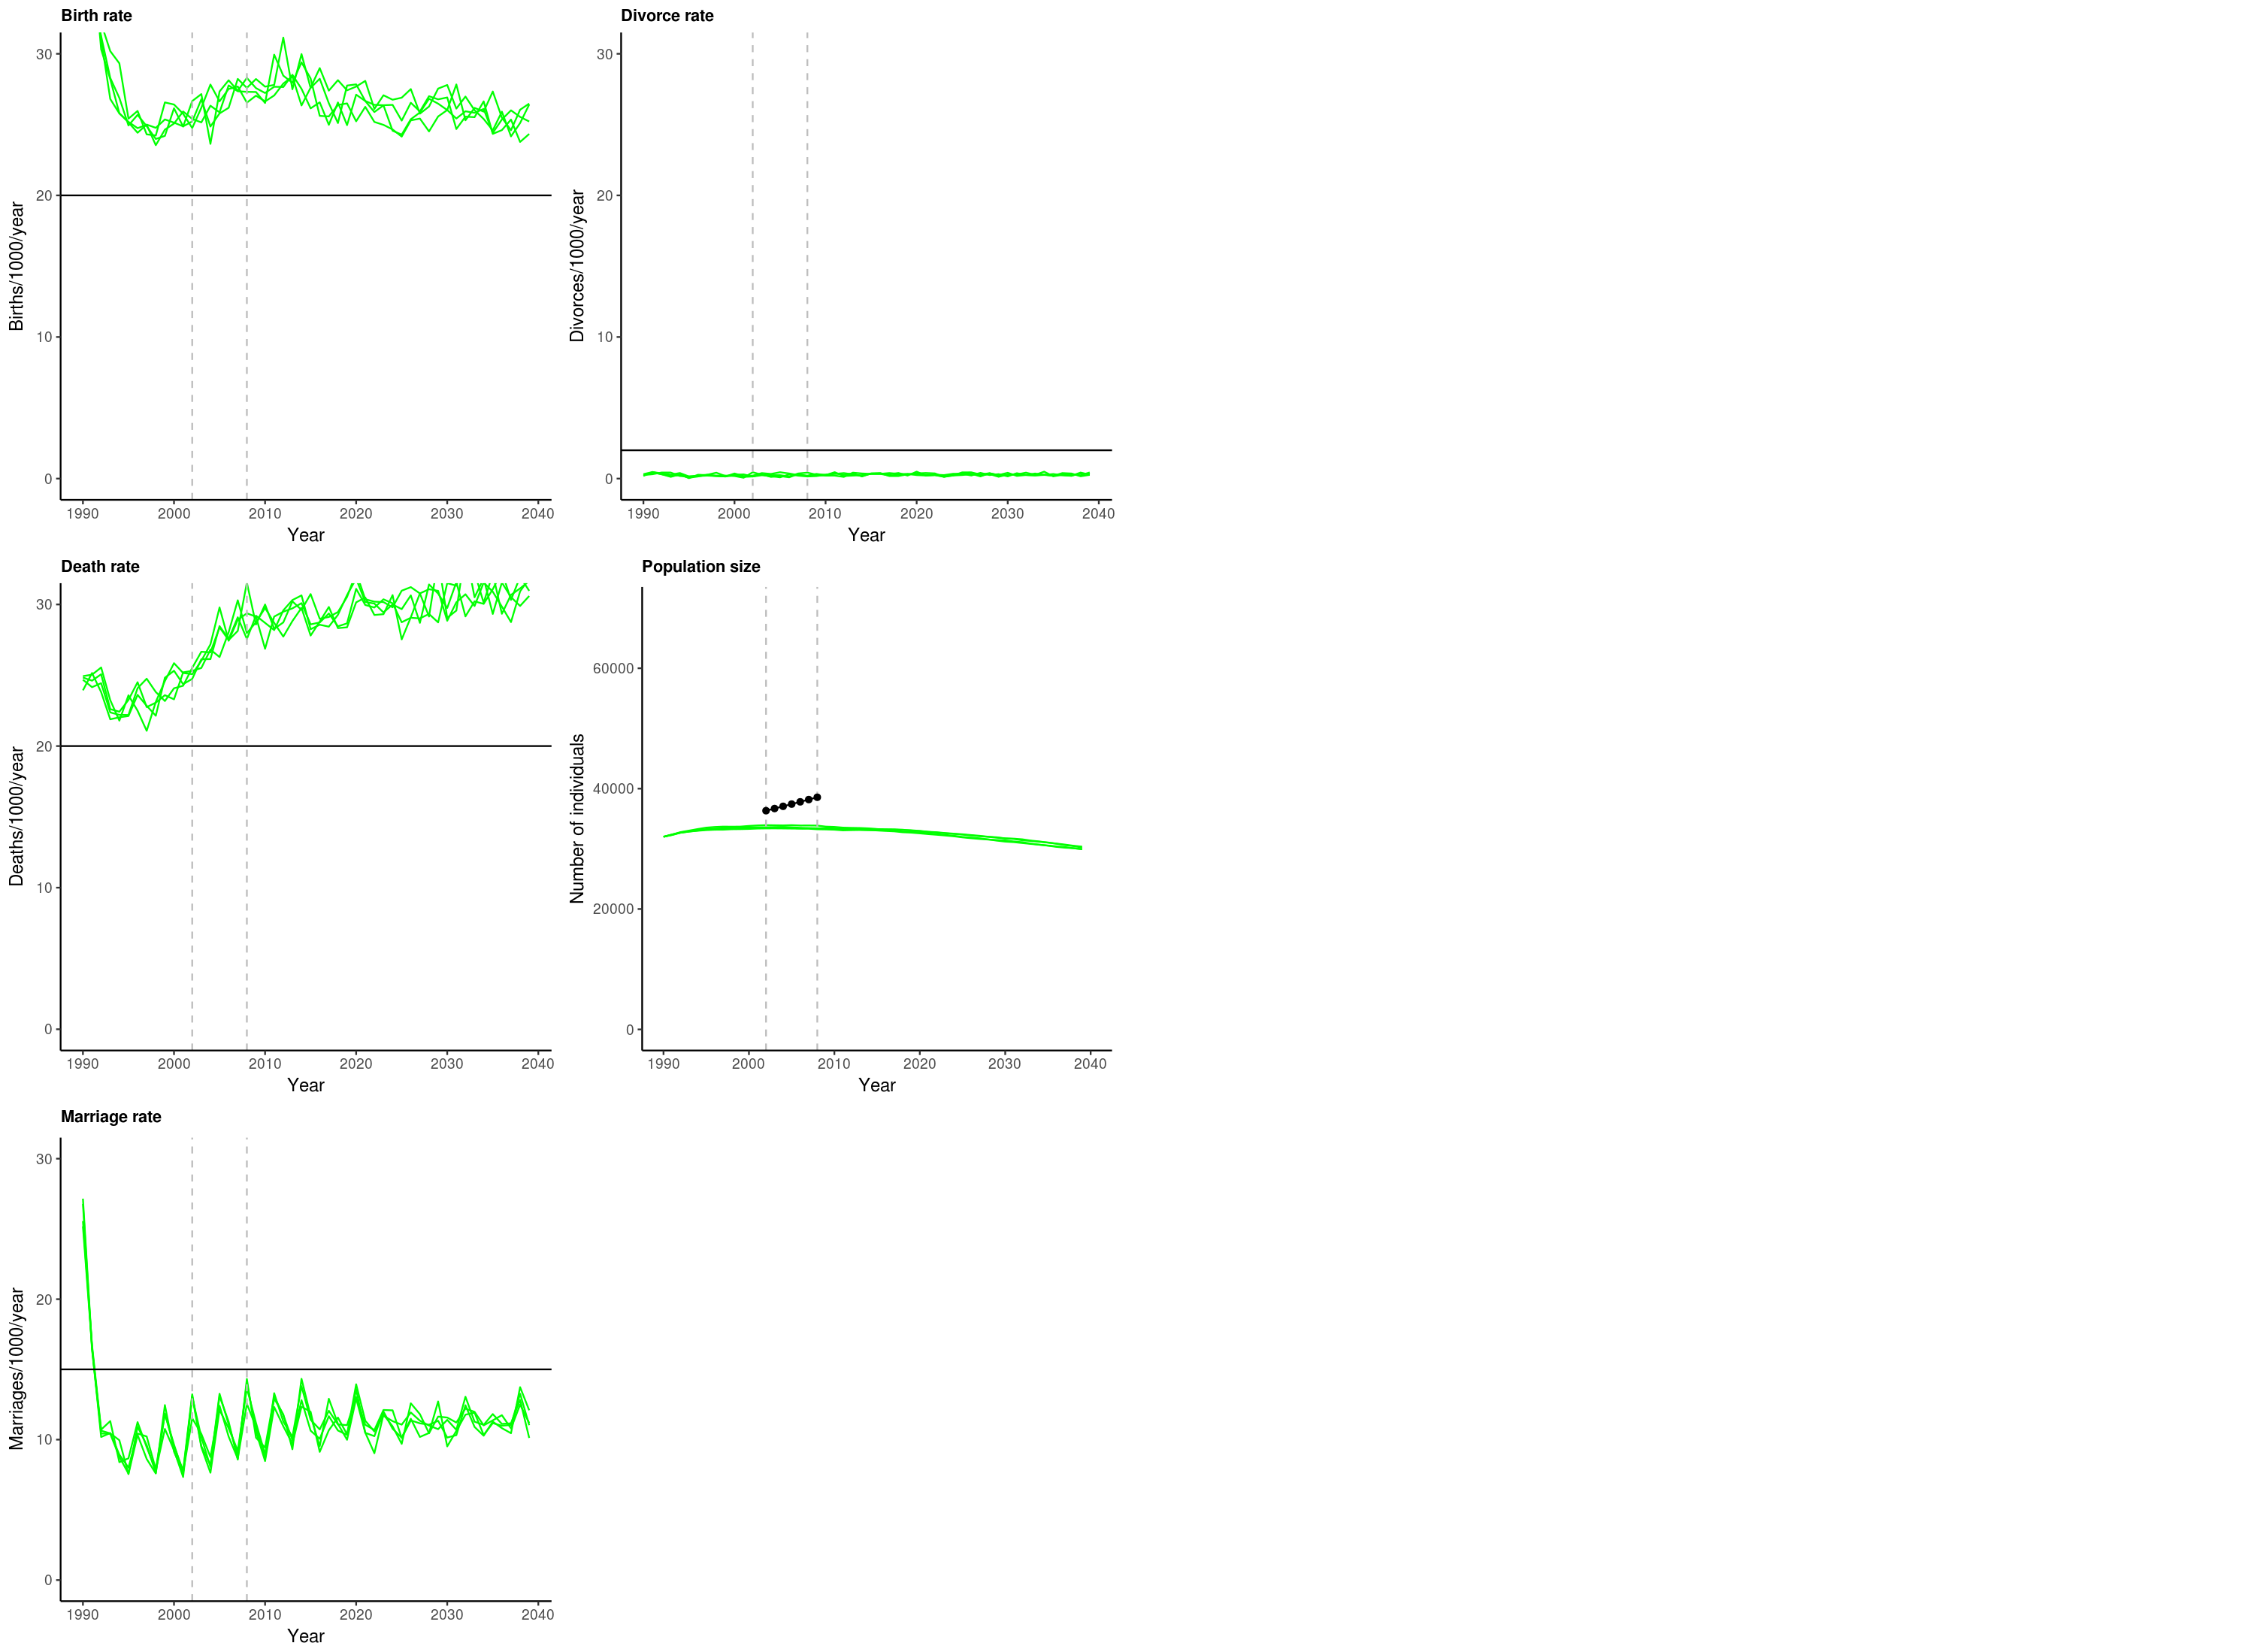 Birth rate
Births/1000/year
30
20
10
0
1990 2000 2010 2020 2030 2040
Year
Divorce rate
Divorces/1000/year
30
20
10
0
1990 2000 2010 2020 2030 2040
Year
Death rate
Deaths/1000/year
30
20
10
0
1990 2000 2010 2020 2030 2040
Year
Population size
Number of individuals
60000
40000
20000
0
1990 2000 2010 2020 2030 2040
Year
Marriage rate
Marriages/1000/year
30
20
10
0
1990 2000 2010 2020 2030 2040
Year